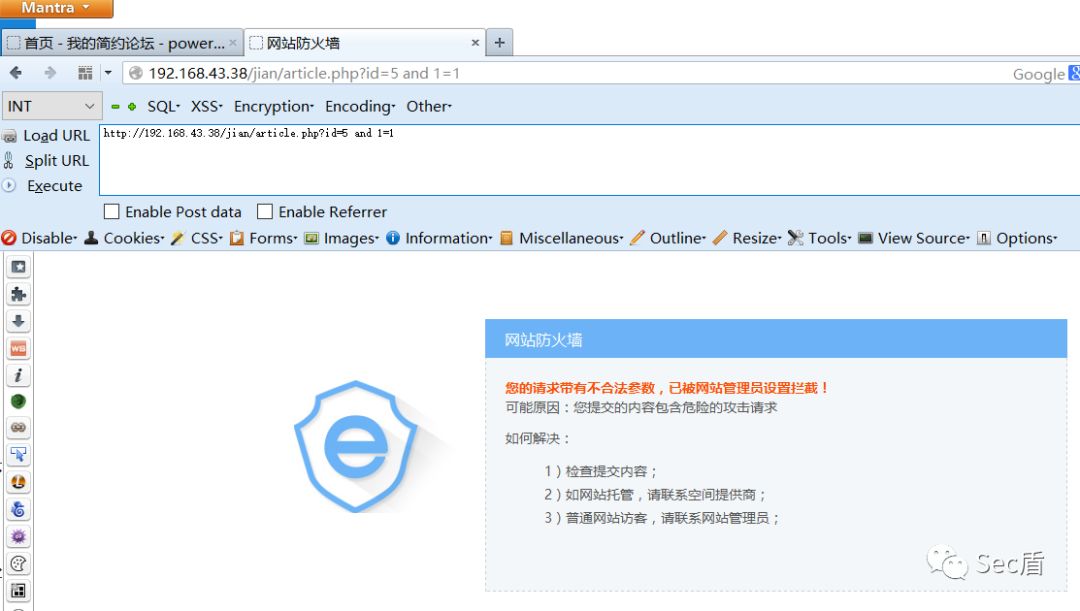 Mantra
首页 - 我的简约论坛 - power... ×
网站防火墙 ×
192.168.43.38/jian/article.php?id=5 and 1=1
Google
INT
SQL XSS Encryption Encoding Other
Load URL
http://192.168.43.38/jian/article.php?id=5 and 1=1
Split URL
Execute
Enable Post data Enable Referrer
Disable Cookies CSS Forms Images Information Miscellaneous Outline Resize Tools View Source Options
网站防火墙
您的请求带有不合法参数，已被网站管理员设置拦截！
可能原因：您提交的内容包含危险的攻击请求
如何解决：
1）检查提交内容；
2）如网站托管，请联系空间提供商；
3）普通网站访客，请联系网站管理员；
Sec盾